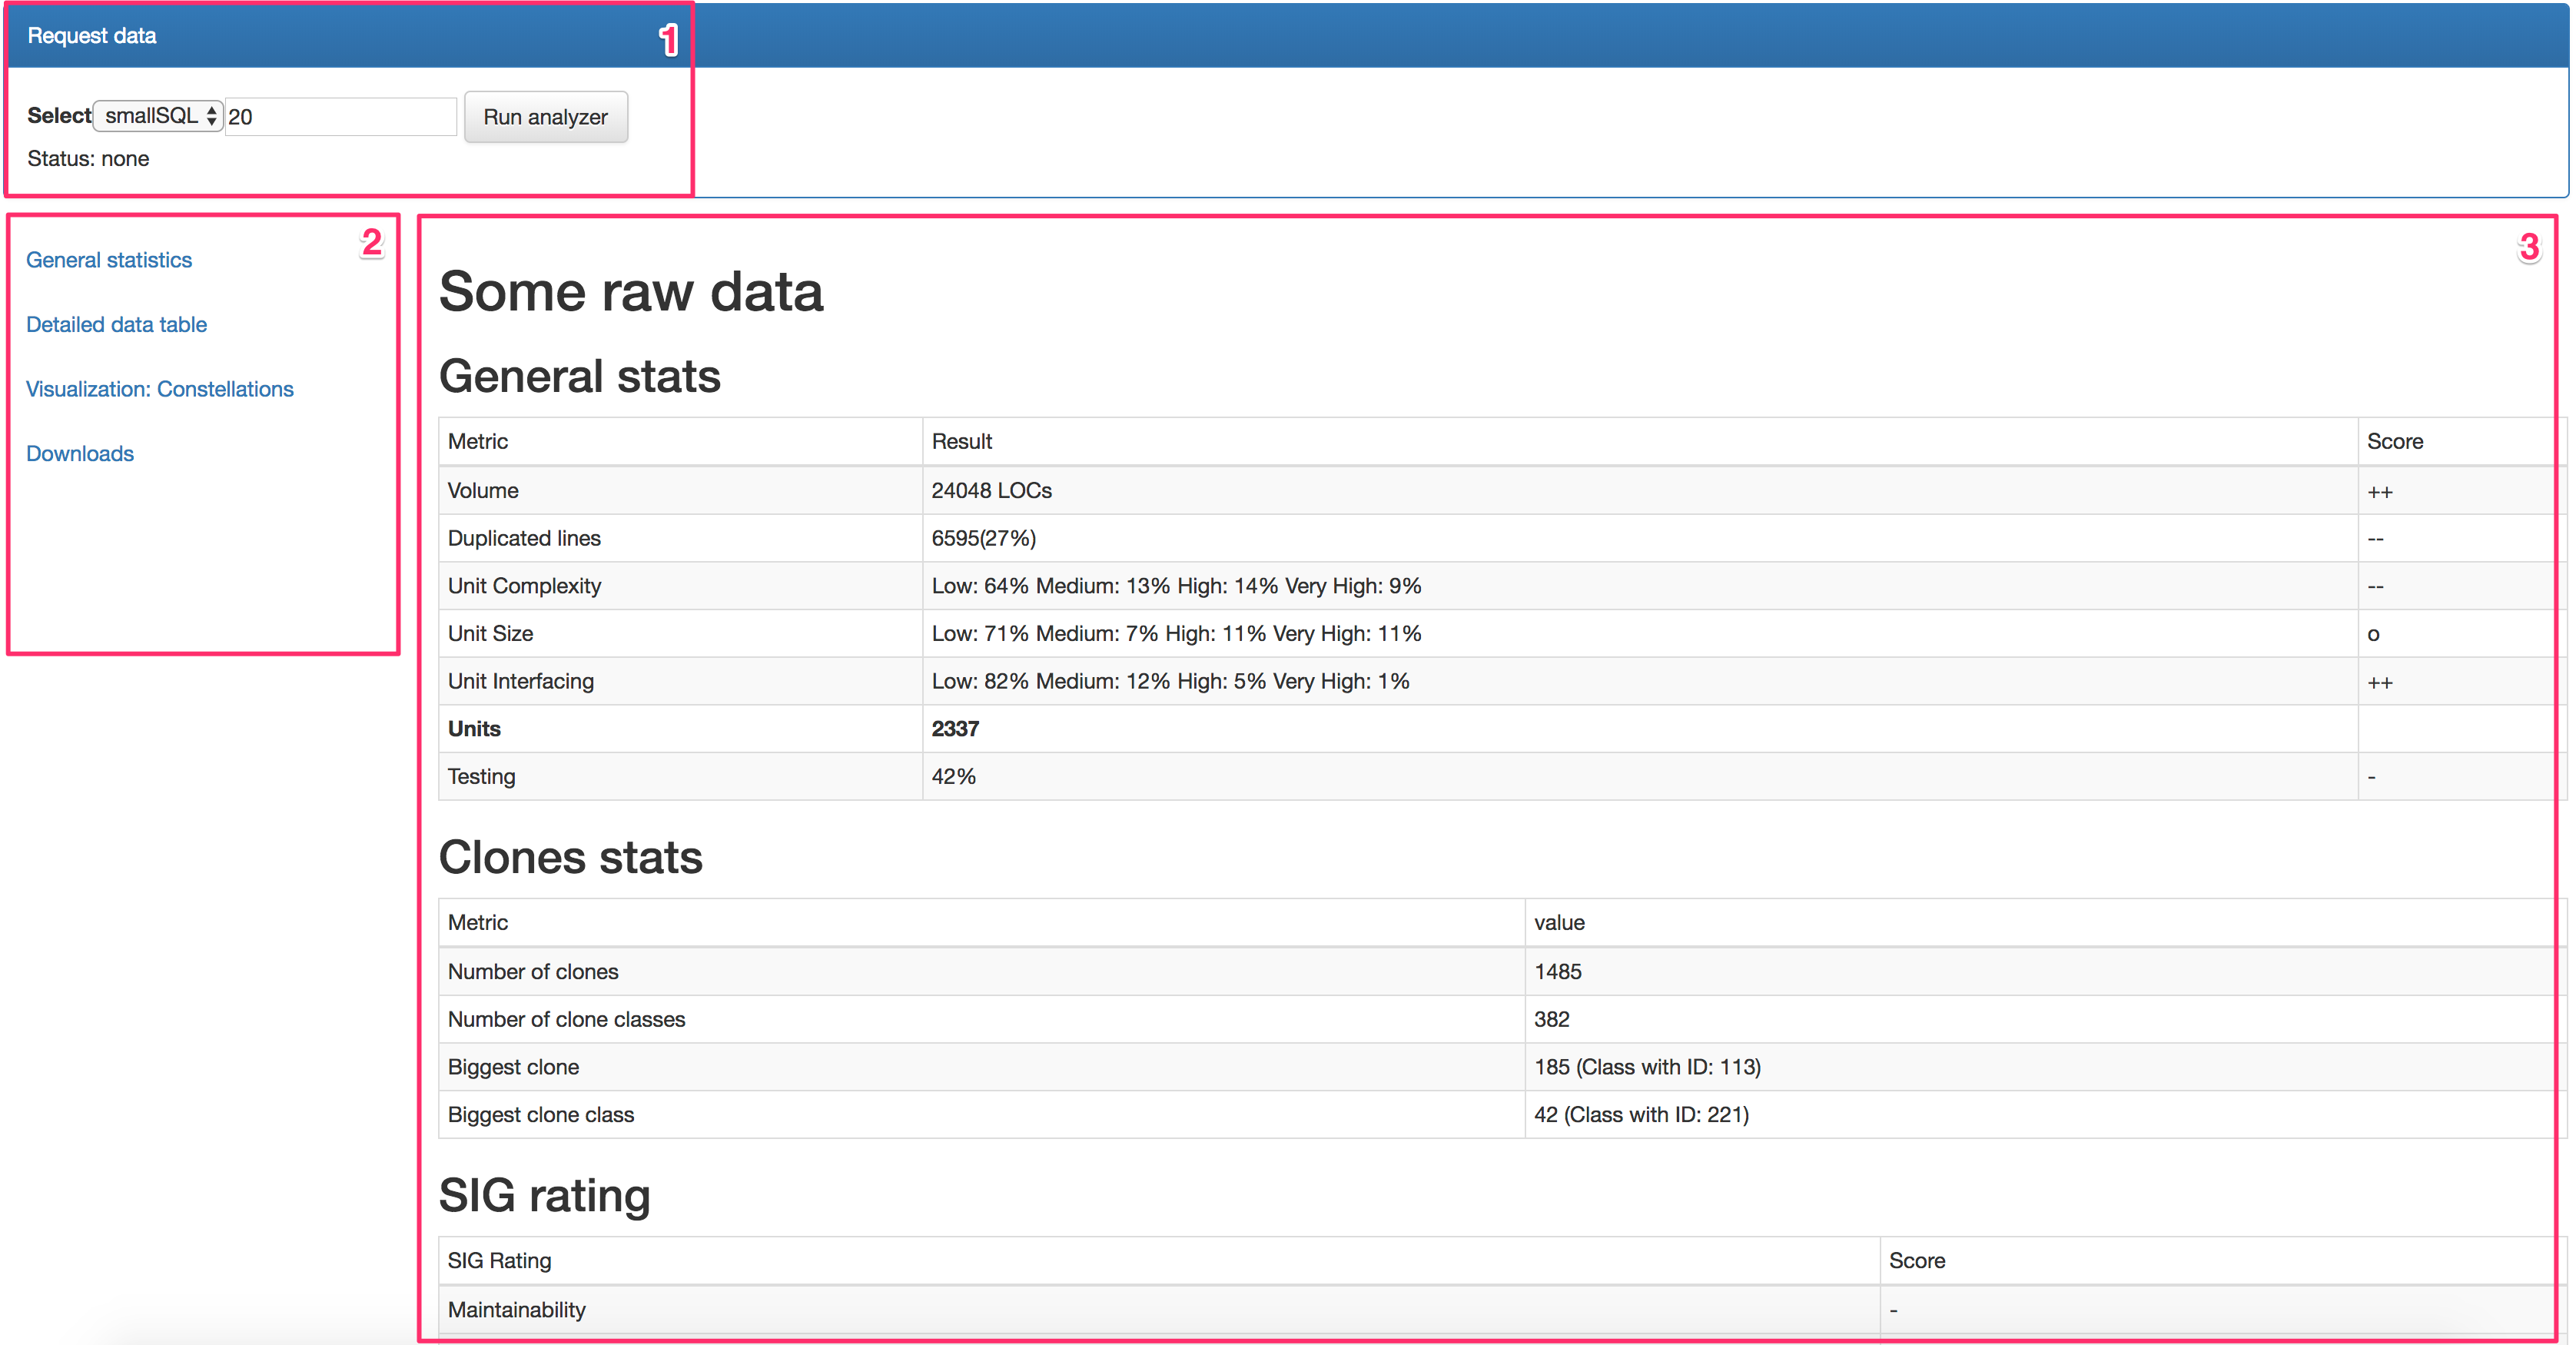 Request data
1
Select smallSQL 20 Run analyzer
Status: none
2
General statistics
Detailed data table
Visualization: Constellations
Downloads
3
Some raw data
General stats
Metric Result Score
Volume 24048 LOCs ++
Duplicated lines 6595(27%) --
Unit Complexity Low: 64% Medium: 13% High: 14% Very High: 9% --
Unit Size Low: 71% Medium: 7% High: 11% Very High: 11% o
Unit Interfacing Low: 82% Medium: 12% High: 5% Very High: 1% ++
Units 2337
Testing 42% -
Clones stats
Metric value
Number of clones 1485
Number of clone classes 382
Biggest clone 185 (Class with ID: 113)
Biggest clone class 42 (Class with ID: 221)
SIG rating
SIG Rating Score
Maintainability -